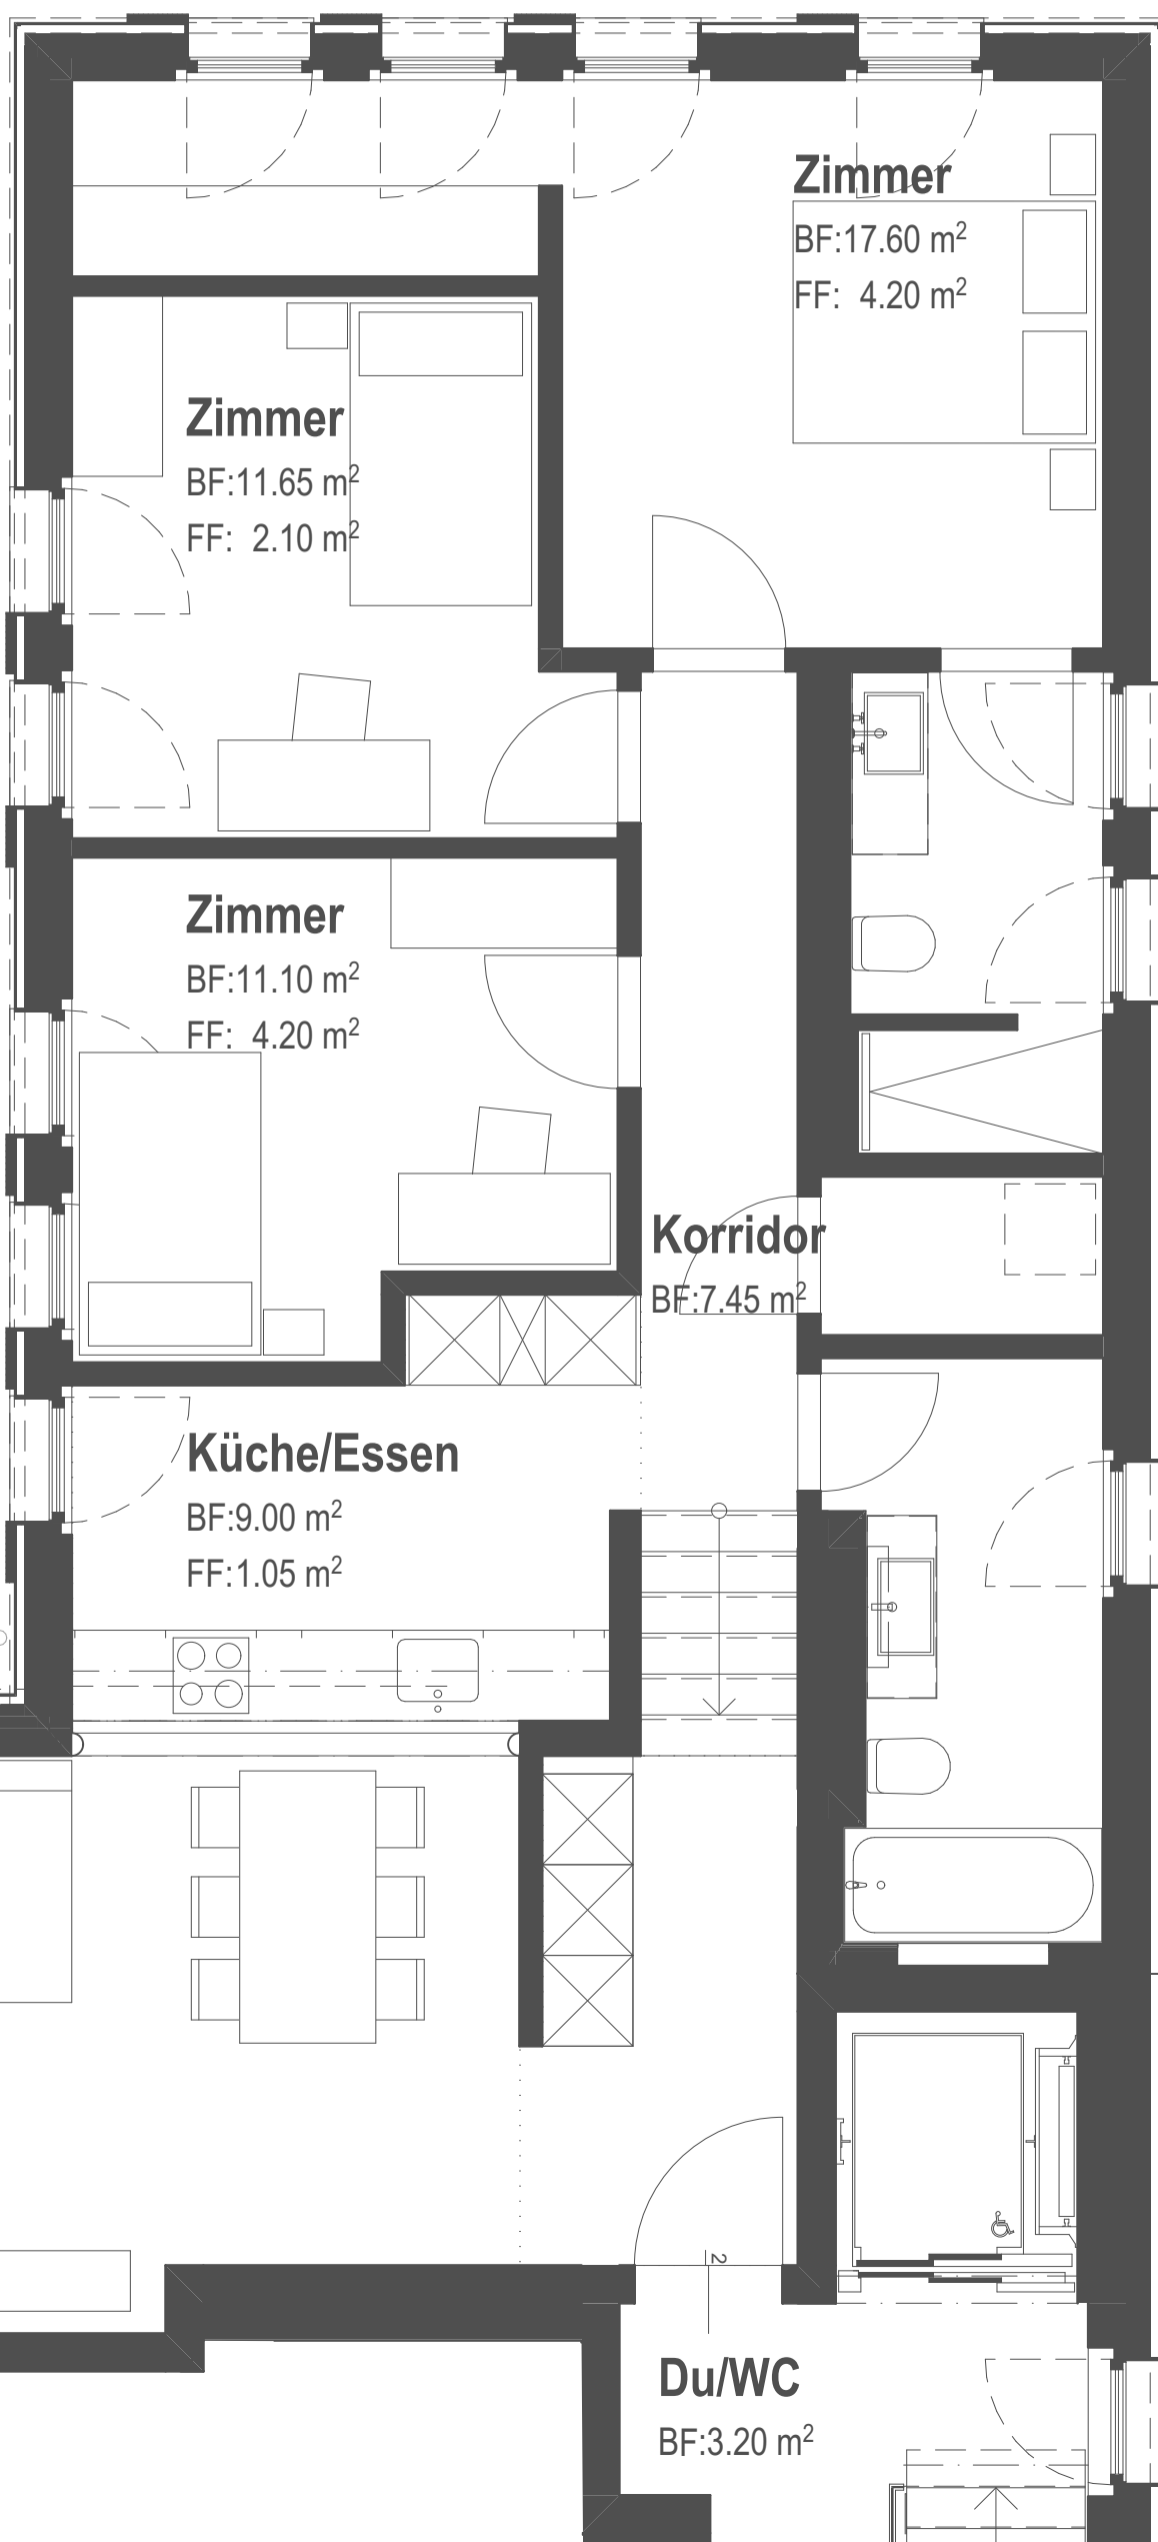 Zimmer
BF:17.60 m²
FF: 4.20 m²
Zimmer
BF:11.65 m²
FF: 2.10 m²
Zimmer
BF:11.10 m²
FF: 4.20 m²
Korridor
BF:7.45 m²
Küche/Essen
BF:9.00 m²
FF:1.05 m²
2
Du/WC
BF:3.20 m²